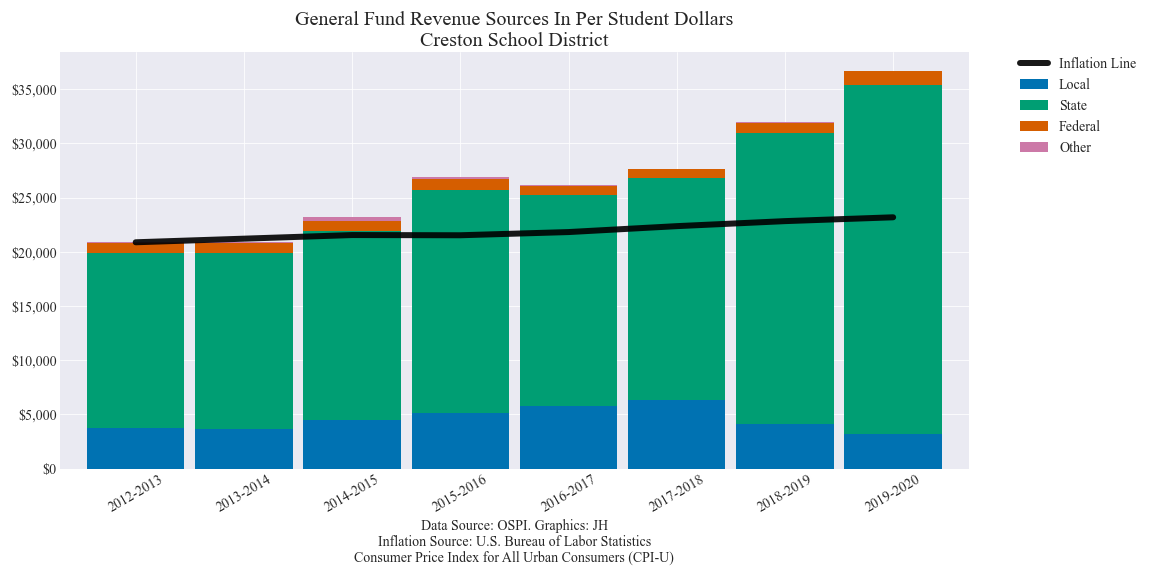 General Fund Revenue Sources In Per Student Dollars
Creston School District
Inflation Line
Local
State
Federal
Other
$35,000
$30,000
$25,000
$20,000
$15,000
$10,000
$5,000
$0
2012-2013
2013-2014
2014-2015
2015-2016
2016-2017
2017-2018
2018-2019
2019-2020
Data Source: OSPI. Graphics: JH
Inflation Source: U.S. Bureau of Labor Statistics
Consumer Price Index for All Urban Consumers (CPI-U)